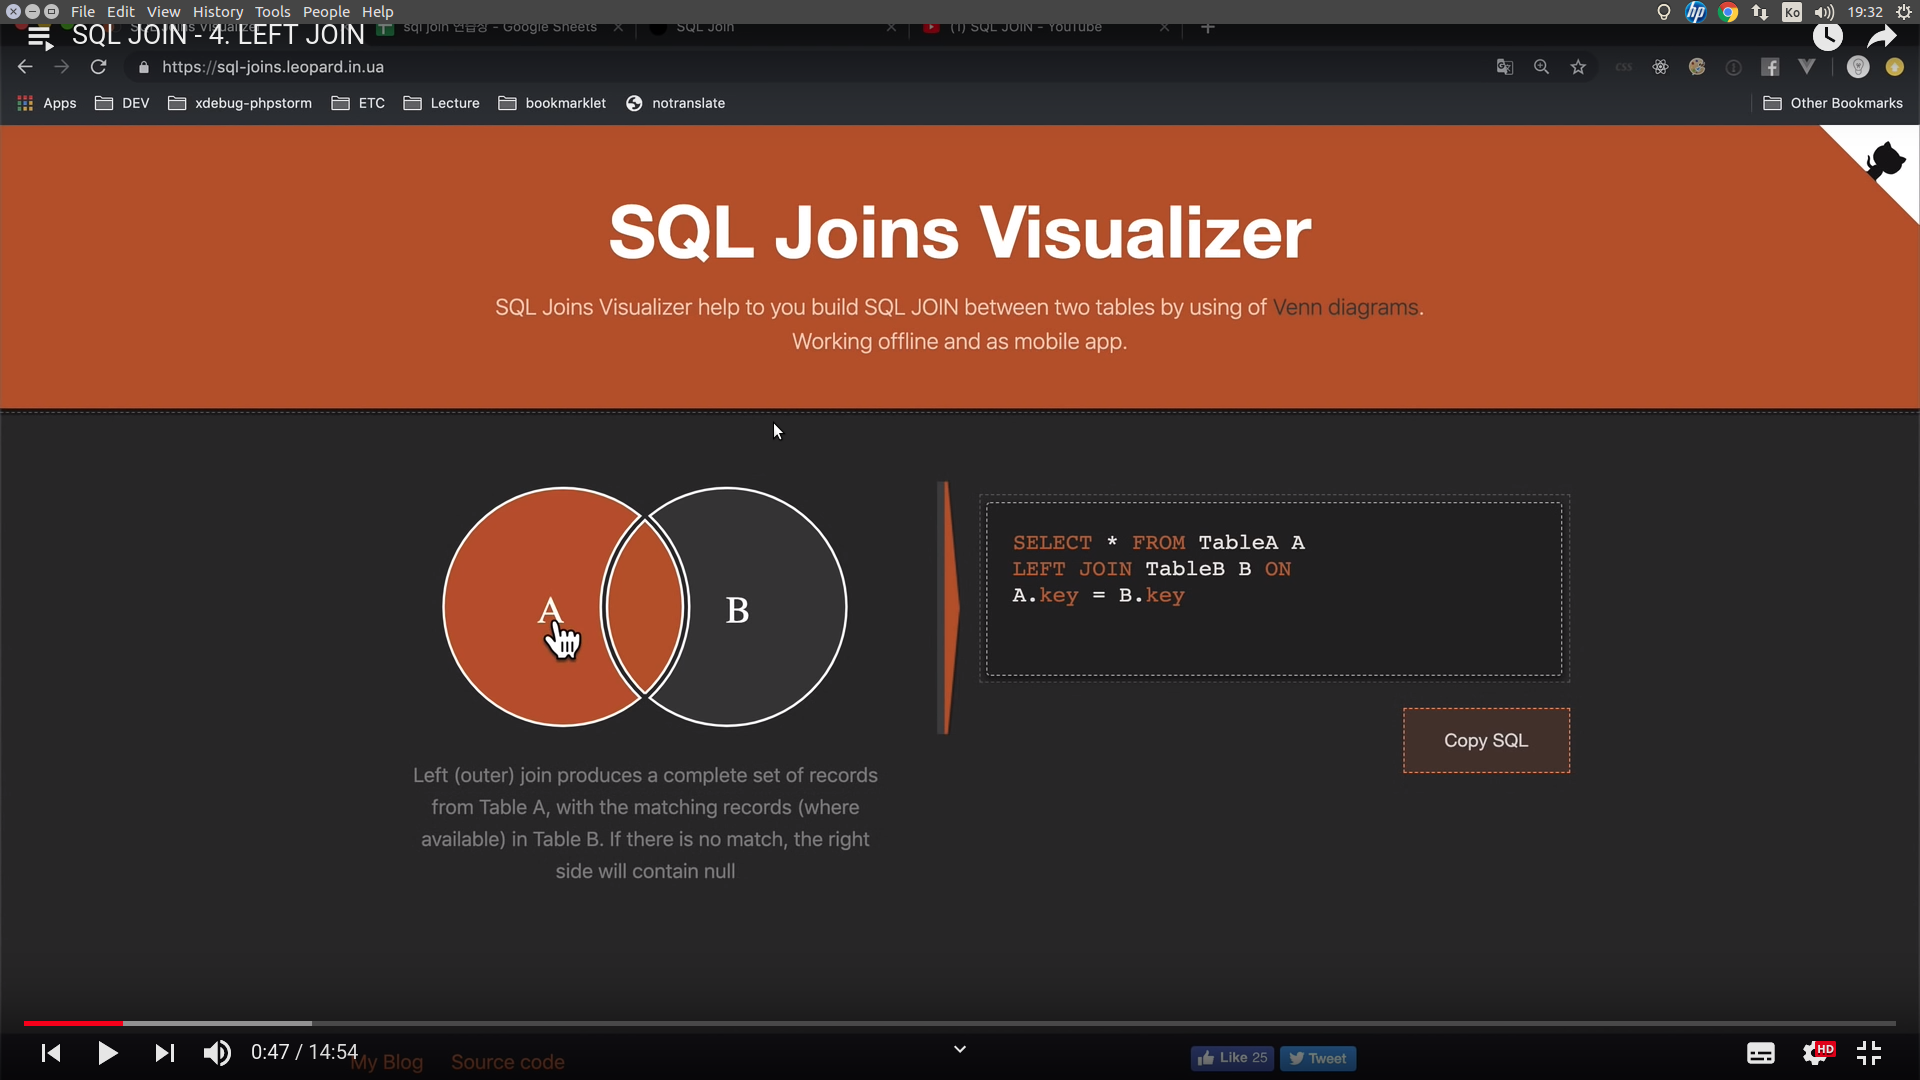 File Edit View History Tools People Help
Ko 19:32
SQL JOIN - 4. LEFT JOIN
sql join 연습장 - Google Sheets
SQL Join
(1) SQL JOIN - YouTube
https://sql-joins.leopard.in.ua
Apps DEV xdebug-phpstorm ETC Lecture bookmarklet notranslate Other Bookmarks
SQL Joins Visualizer
SQL Joins Visualizer help to you build SQL JOIN between two tables by using of Venn diagrams.
Working offline and as mobile app.
A
B
SELECT * FROM TableA A
LEFT JOIN TableB B ON
A.key = B.key
Copy SQL
Left (outer) join produces a complete set of records
from Table A, with the matching records (where
available) in Table B. If there is no match, the right
side will contain null
0:47 / 14:54
My Blog Source code
Like 25 Tweet
HD